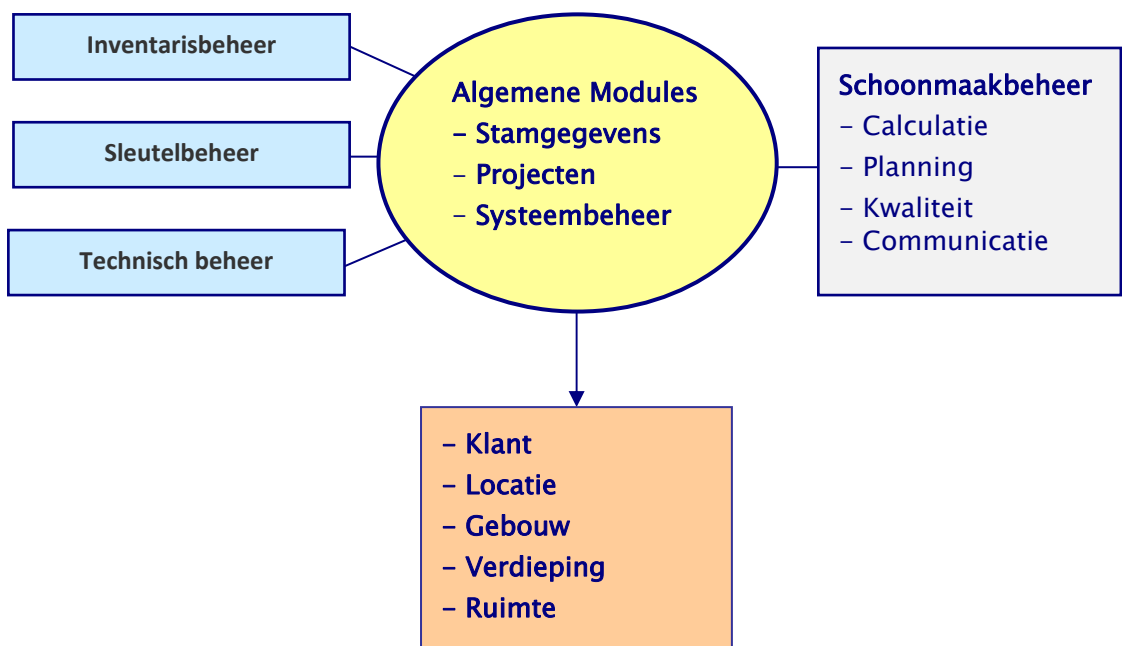 Inventarisbeheer
Sleutelbeheer
Technisch beheer
Algemene Modules
– Stamgegevens
– Projecten
– Systeembeheer
Schoonmaakbeheer
– Calculatie
– Planning
– Kwaliteit
– Communicatie
– Klant
– Locatie
– Gebouw
– Verdieping
– Ruimte